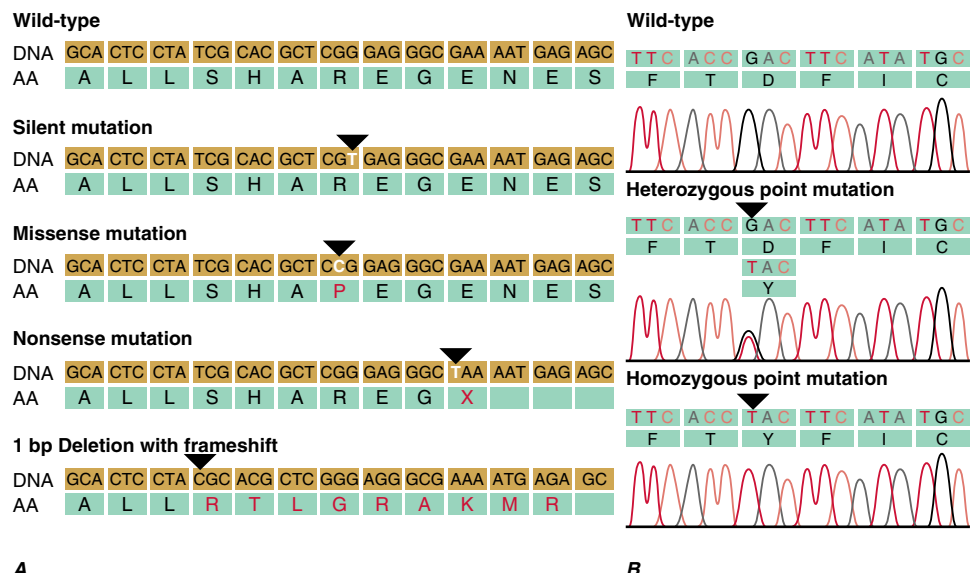 Wild-type
DNA GCA CTC CTA TCG CAC GCT CGG GAG GGC GAA AAT GAG AGC
AA A L L S H A R E G E N E S
Silent mutation
DNA GCA CTC CTA TCG CAC GCT CGT GAG GGC GAA AAT GAG AGC
AA A L L S H A R E G E N E S
Missense mutation
DNA GCA CTC CTA TCG CAC GCT CCG GAG GGC GAA AAT GAG AGC
AA A L L S H A P E G E N E S
Nonsense mutation
DNA GCA CTC CTA TCG CAC GCT CGG GAG GGC TAA AAT GAG AGC
AA A L L S H A R E G X
1 bp Deletion with frameshift
DNA GCA CTC CTA CGC ACG CTC GGG AGG GCG AAA ATG AGA GC
AA A L L R T L G R A K M R
A
Wild-type
TTC ACC GAC TTC ATA TGC
F T D F I C
Heterozygous point mutation
TTC ACC GAC TTC ATA TGC
F T D F I C
TAC
Y
Homozygous point mutation
TTC ACC TAC TTC ATA TGC
F T Y F I C
B